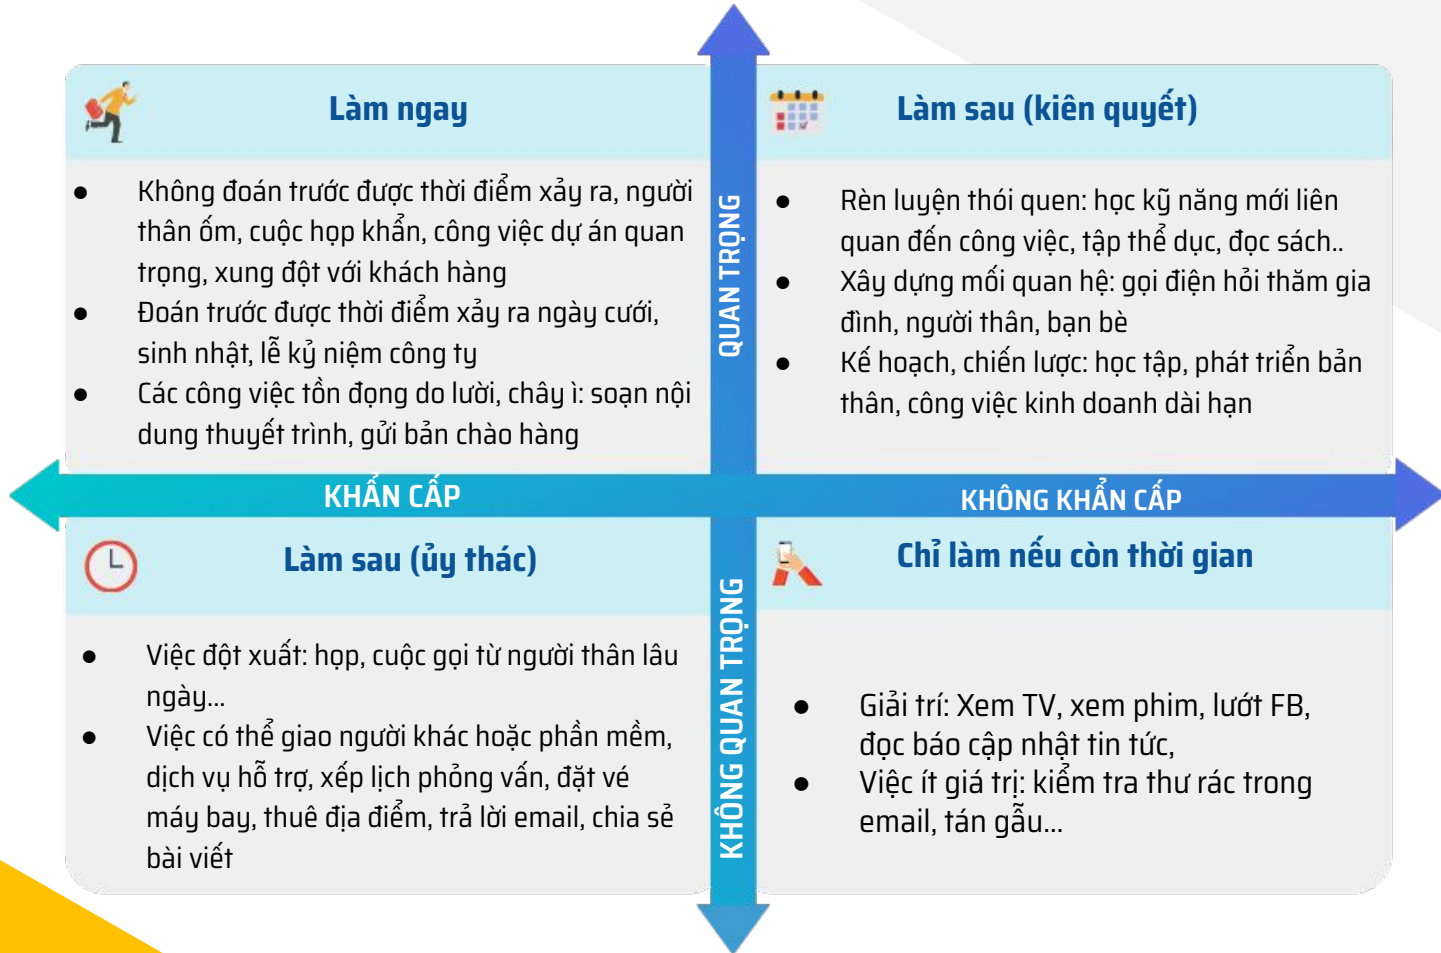 Làm ngay
Không đoán trước được thời điểm xảy ra, người
thân ốm, cuộc họp khẩn, công việc dự án quan
trọng, xung đột với khách hàng
Đoán trước được thời điểm xảy ra ngày cưới,
sinh nhật, lễ kỷ niệm công ty
Các công việc tồn đọng do lười, chây ì: soạn nội
dung thuyết trình, gửi bản chào hàng
QUAN TRỌNG
Làm sau (kiên quyết)
Rèn luyện thói quen: học kỹ năng mới liên
quan đến công việc, tập thể dục, đọc sách..
Xây dựng mối quan hệ: gọi điện hỏi thăm gia
đình, người thân, bạn bè
Kế hoạch, chiến lược: học tập, phát triển bản
thân, công việc kinh doanh dài hạn
KHẨN CẤP
KHÔNG KHẨN CẤP
Làm sau (ủy thác)
Việc đột xuất: họp, cuộc gọi từ người thân lâu
ngày...
Việc có thể giao người khác hoặc phần mềm,
dịch vụ hỗ trợ, xếp lịch phỏng vấn, đặt vé
máy bay, thuê địa điểm, trả lời email, chia sẻ
bài viết
KHÔNG QUAN TRỌNG
Chỉ làm nếu còn thời gian
Giải trí: Xem TV, xem phim, lướt FB,
đọc báo cập nhật tin tức,
Việc ít giá trị: kiểm tra thư rác trong
email, tán gẫu...